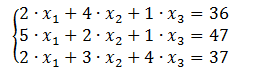 2 · x₁ + 4 · x₂ + 1 · x₃ = 36
5 · x₁ + 2 · x₂ + 1 · x₃ = 47
2 · x₁ + 3 · x₂ + 4 · x₃ = 37